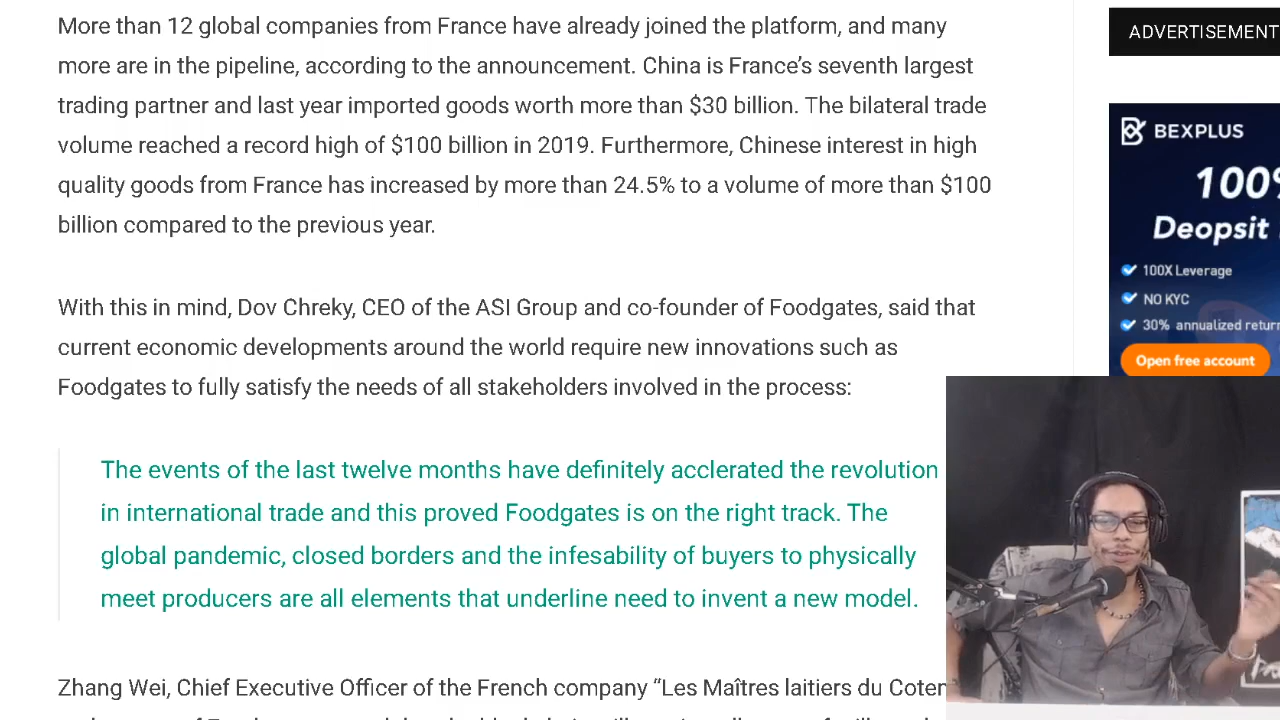 More than 12 global companies from France have already joined the platform, and many
more are in the pipeline, according to the announcement. China is France’s seventh largest
trading partner and last year imported goods worth more than $30 billion. The bilateral trade
volume reached a record high of $100 billion in 2019. Furthermore, Chinese interest in high
quality goods from France has increased by more than 24.5% to a volume of more than $100
billion compared to the previous year.
With this in mind, Dov Chreky, CEO of the ASI Group and co-founder of Foodgates, said that
current economic developments around the world require new innovations such as
Foodgates to fully satisfy the needs of all stakeholders involved in the process:
The events of the last twelve months have definitely acclerated the revolution
in international trade and this proved Foodgates is on the right track. The
global pandemic, closed borders and the infesability of buyers to physically
meet producers are all elements that underline need to invent a new model.
Zhang Wei, Chief Executive Officer of the French company “Les Maîtres laitiers du Coten
ADVERTISEMENT
BEXPLUS
100%
Deopsit
100X Leverage
NO KYC
30% annualized return
Open free account